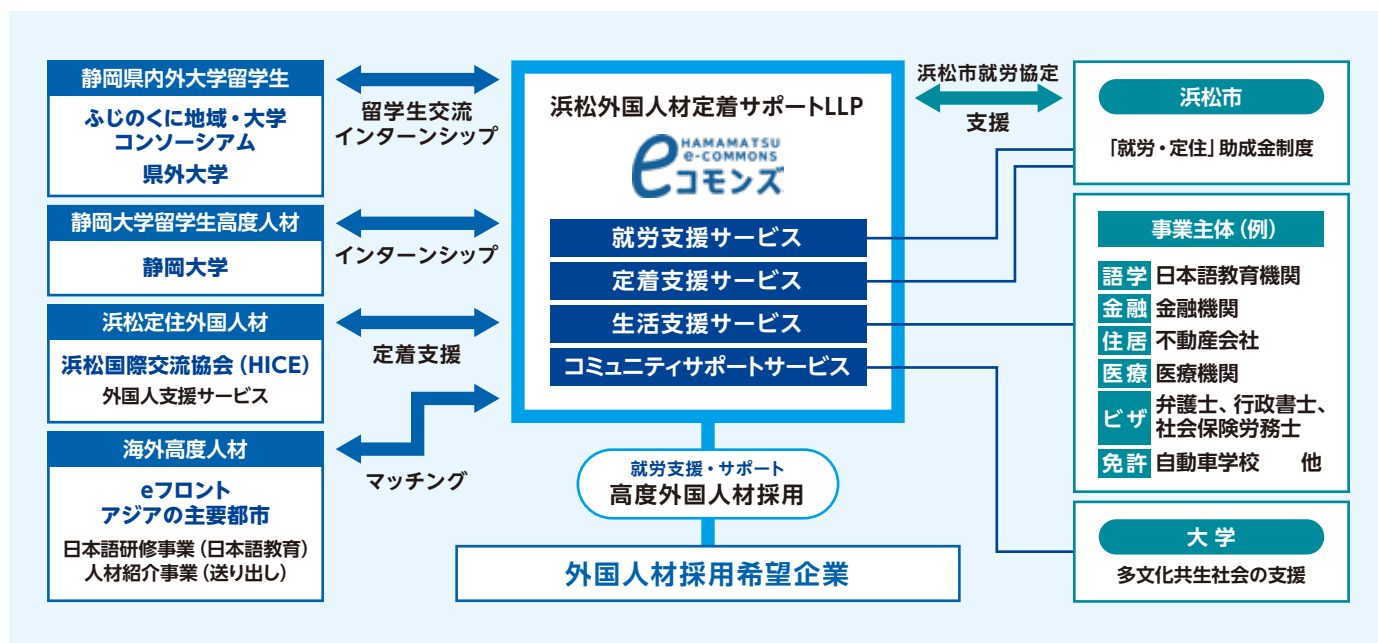 静岡県内外大学留学生
ふじのくに地域・大学
コンソーシアム
県外大学
留学生交流
インターンシップ
静岡大学留学生高度人材
静岡大学
インターンシップ
浜松定住外国人材
浜松国際交流協会（HICE）
外国人支援サービス
定着支援
海外高度人材
eフロント
アジアの主要都市
日本語研修事業（日本語教育）
人材紹介事業（送り出し）
マッチング
浜松外国人材定着サポートLLP
HAMAMATSU
e-COMMONS
eコモンズ
就労支援サービス
定着支援サービス
生活支援サービス
コミュニティサポートサービス
就労支援・サポート
高度外国人材採用
外国人材採用希望企業
浜松市就労協定
支援
浜松市
「就労・定住」助成金制度
事業主体（例）
語学 日本語教育機関
金融 金融機関
住居 不動産会社
医療 医療機関
ビザ 弁護士、行政書士、
社会保険労務士
免許 自動車学校　他
大学
多文化共生社会の支援